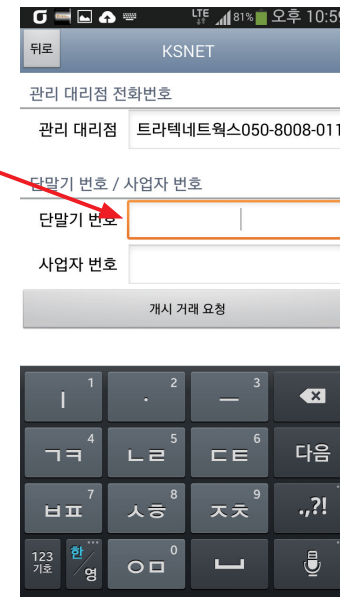 LTE 81% 오후 10:59
뒤로 KSNET
관리 대리점 전화번호
관리 대리점 트라텍네트웍스050-8008-011
단말기 번호 / 사업자 번호
단말기 번호
사업자 번호
개시 거래 요청
ㅣ 1 · 2 ㅡ 3
ㄱㅋ 4 ㄴㄹ 5 ㄷㅌ 6 다음
ㅂㅍ 7 ㅅㅎ 8 ㅈㅊ 9 .,?!
123 기호 한/영 ㅇㅁ 0